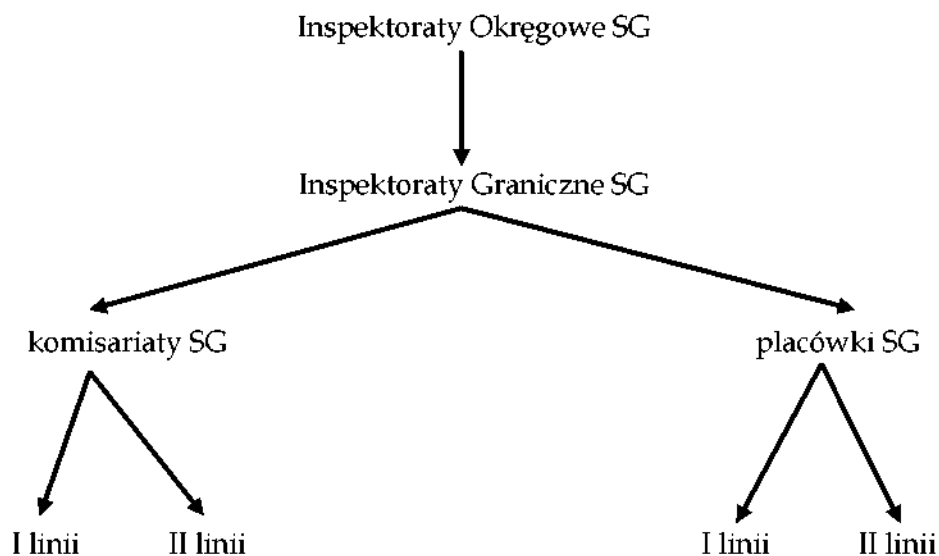 Inspektoraty Okręgowe SG
Inspektoraty Graniczne SG
komisariaty SG
placówki SG
I linii
II linii
I linii
II linii